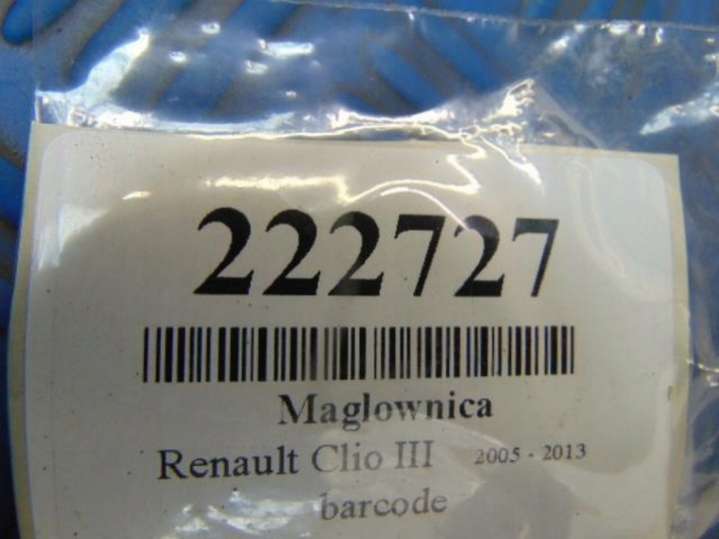 222727
Maglownica
Renault Clio III 2005 - 2013
barcode